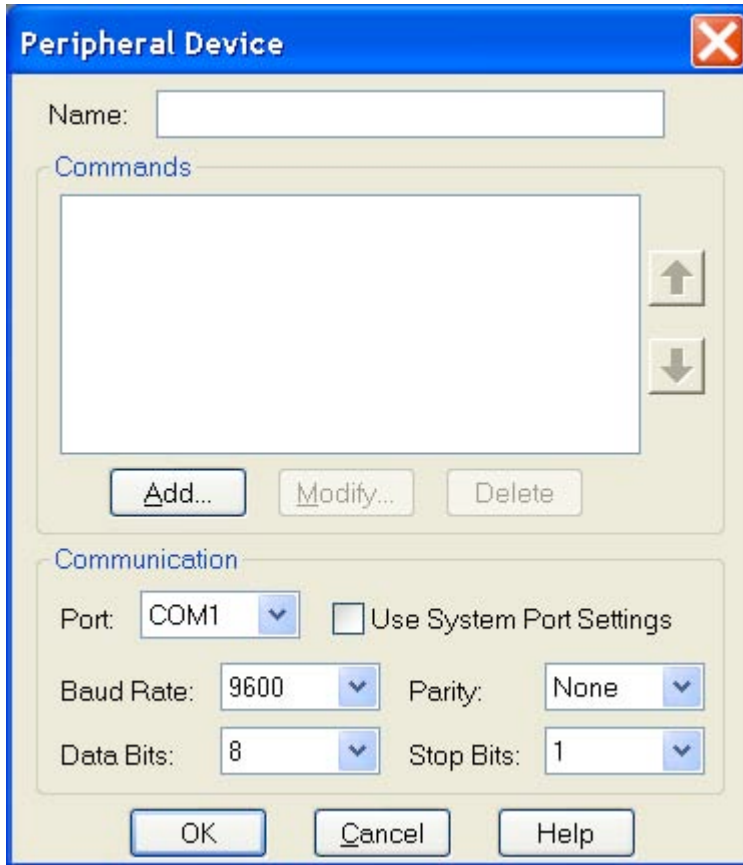 Peripheral Device
Name:
Commands
Add... Modify... Delete
Communication
Port: COM1 Use System Port Settings
Baud Rate: 9600 Parity: None
Data Bits: 8 Stop Bits: 1
OK Cancel Help